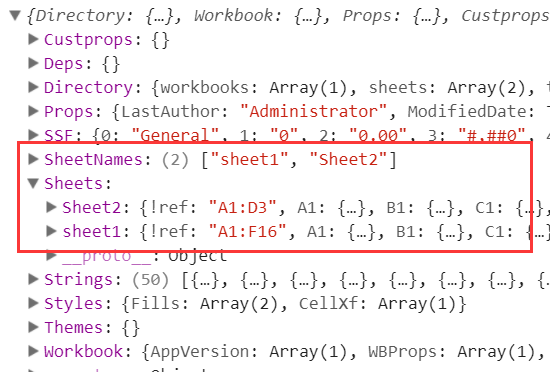 ▼{Directory: {…}, Workbook: {…}, Props: {…}, Custprops
▶Custprops: {}
▶Deps: {}
▶Directory: {workbooks: Array(1), sheets: Array(2), t
▶Props: {LastAuthor: "Administrator", ModifiedDate: T
▶SSF: {0: "General", 1: "0", 2: "0.00", 3: "#,##0", 4
▶SheetNames: (2) ["sheet1", "Sheet2"]
▼Sheets:
▶Sheet2: {!ref: "A1:D3", A1: {…}, B1: {…}, C1: {…},
▶sheet1: {!ref: "A1:F16", A1: {…}, B1: {…}, C1: {…
▶__proto__: Object
▶Strings: (50) [{…}, {…}, {…}, {…}, {…}, {…}, {…
▶Styles: {Fills: Array(2), CellXf: Array(1)}
▶Themes: {}
▶Workbook: {AppVersion: Array(1), WBProps: Array(1),